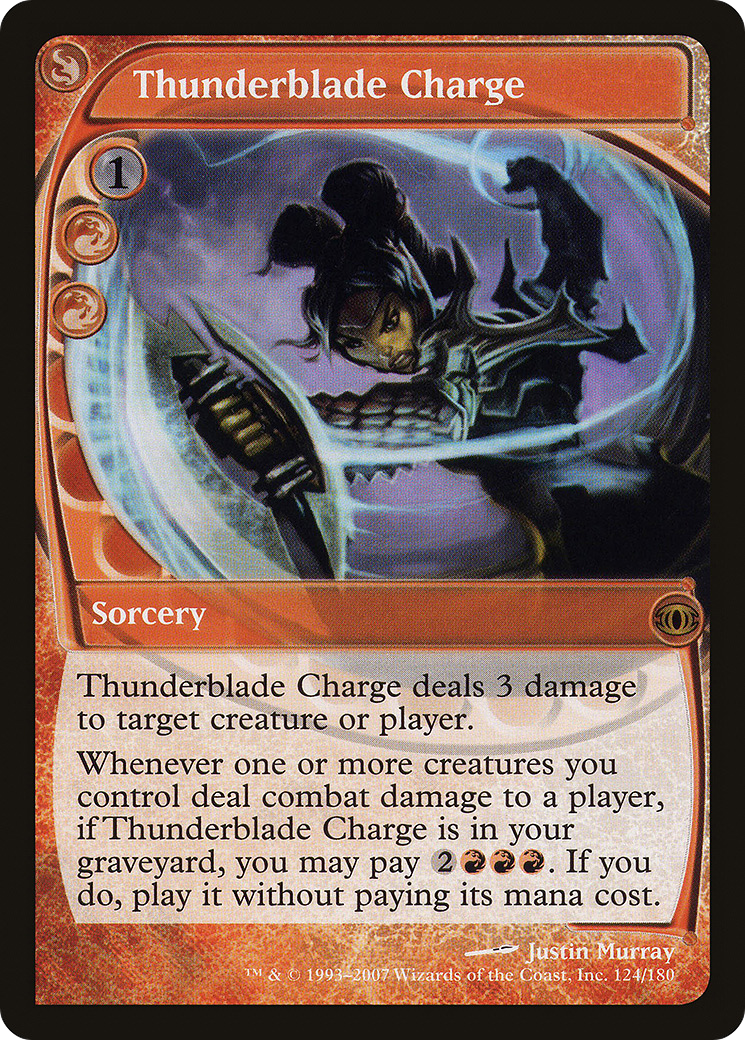 Thunderblade Charge
1
Sorcery
Thunderblade Charge deals 3 damage
to target creature or player.
Whenever one or more creatures you
control deal combat damage to a player,
if Thunderblade Charge is in your
graveyard, you may pay 2. If you
do, play it without paying its mana cost.
Justin Murray
™ & © 1993–2007 Wizards of the Coast, Inc. 124/180